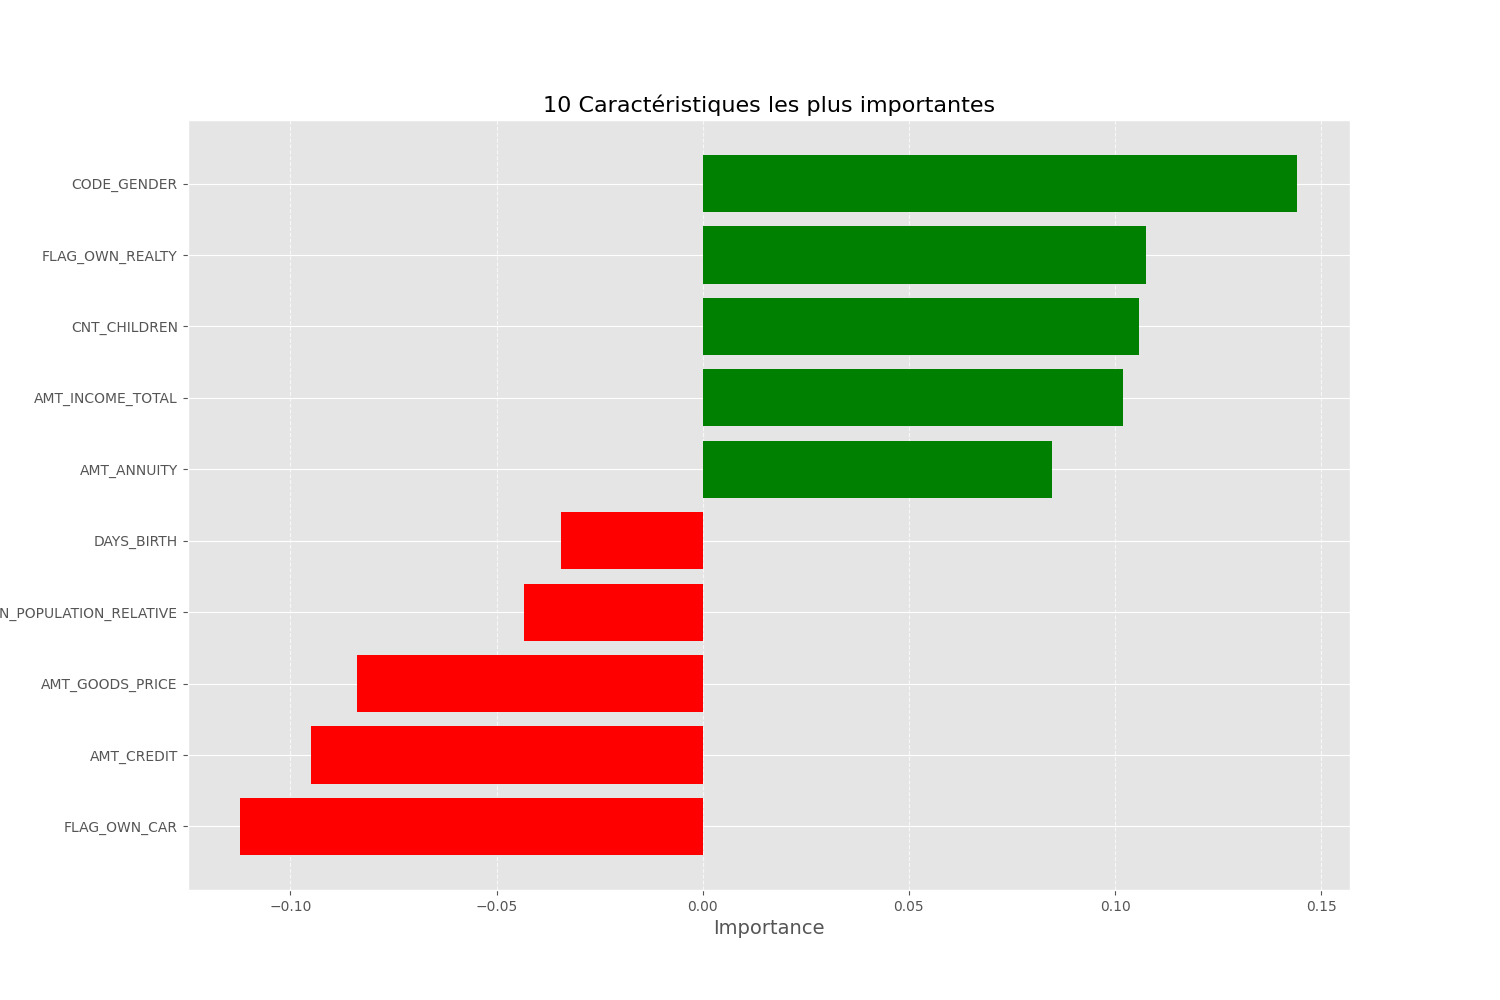 10 Caractéristiques les plus importantes
CODE_GENDER
FLAG_OWN_REALTY
CNT_CHILDREN
AMT_INCOME_TOTAL
AMT_ANNUITY
DAYS_BIRTH
N_POPULATION_RELATIVE
AMT_GOODS_PRICE
AMT_CREDIT
FLAG_OWN_CAR
−0.10 −0.05 0.00 0.05 0.10 0.15
Importance